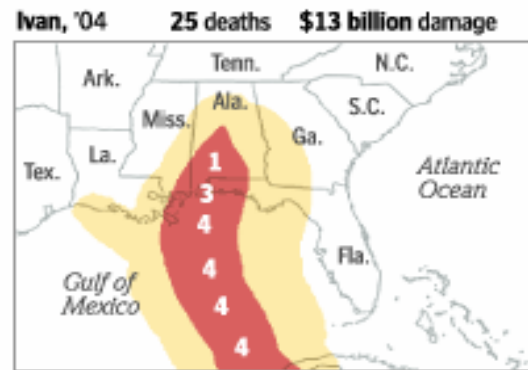 Ivan, '04 25 deaths $13 billion damage
Tenn.
N.C.
Ark.
Ala.
S.C.
Miss.
Ga.
La.
Tex.
Atlantic
Ocean
1
3
4
Fla.
4
Gulf of
Mexico
4
4